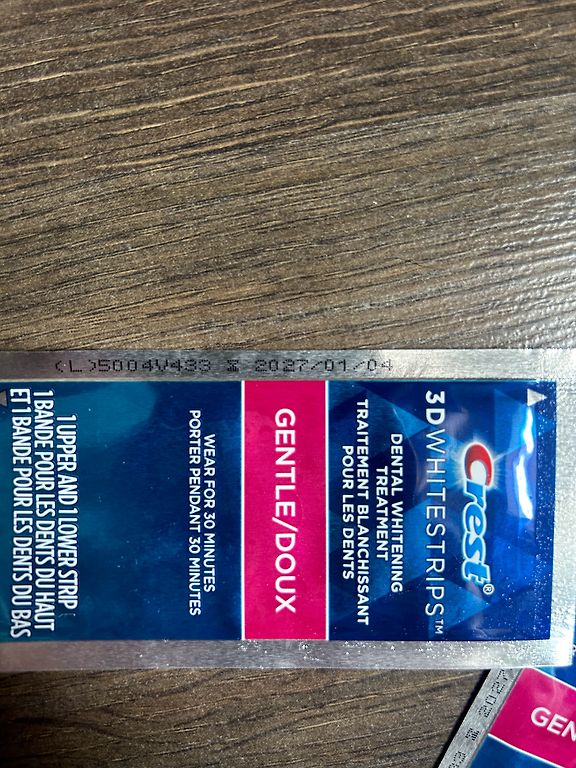 (L)5004V433 ⧗ 2027/01/04
Crest®
3DWHITESTRIPS™
DENTAL WHITENING
TREATMENT
TRAITEMENT BLANCHISSANT
POUR LES DENTS
GENTLE/DOUX
WEAR FOR 30 MINUTES
PORTER PENDANT 30 MINUTES
1 UPPER AND 1 LOWER STRIP
1 BANDE POUR LES DENTS DU HAUT
ET 1 BANDE POUR LES DENTS DU BAS
GEN